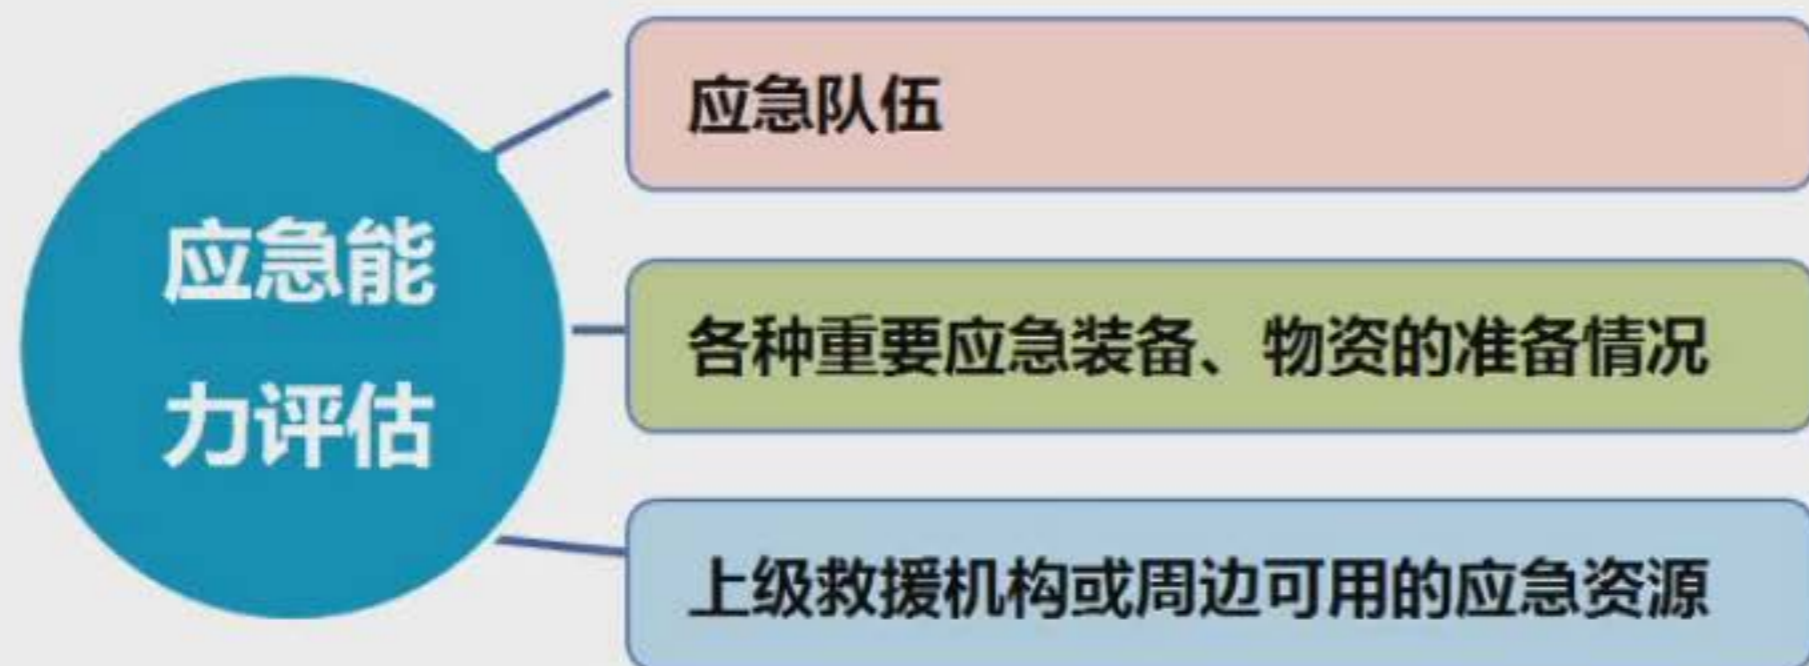 应急能
力评估
应急队伍
各种重要应急装备、物资的准备情况
上级救援机构或周边可用的应急资源